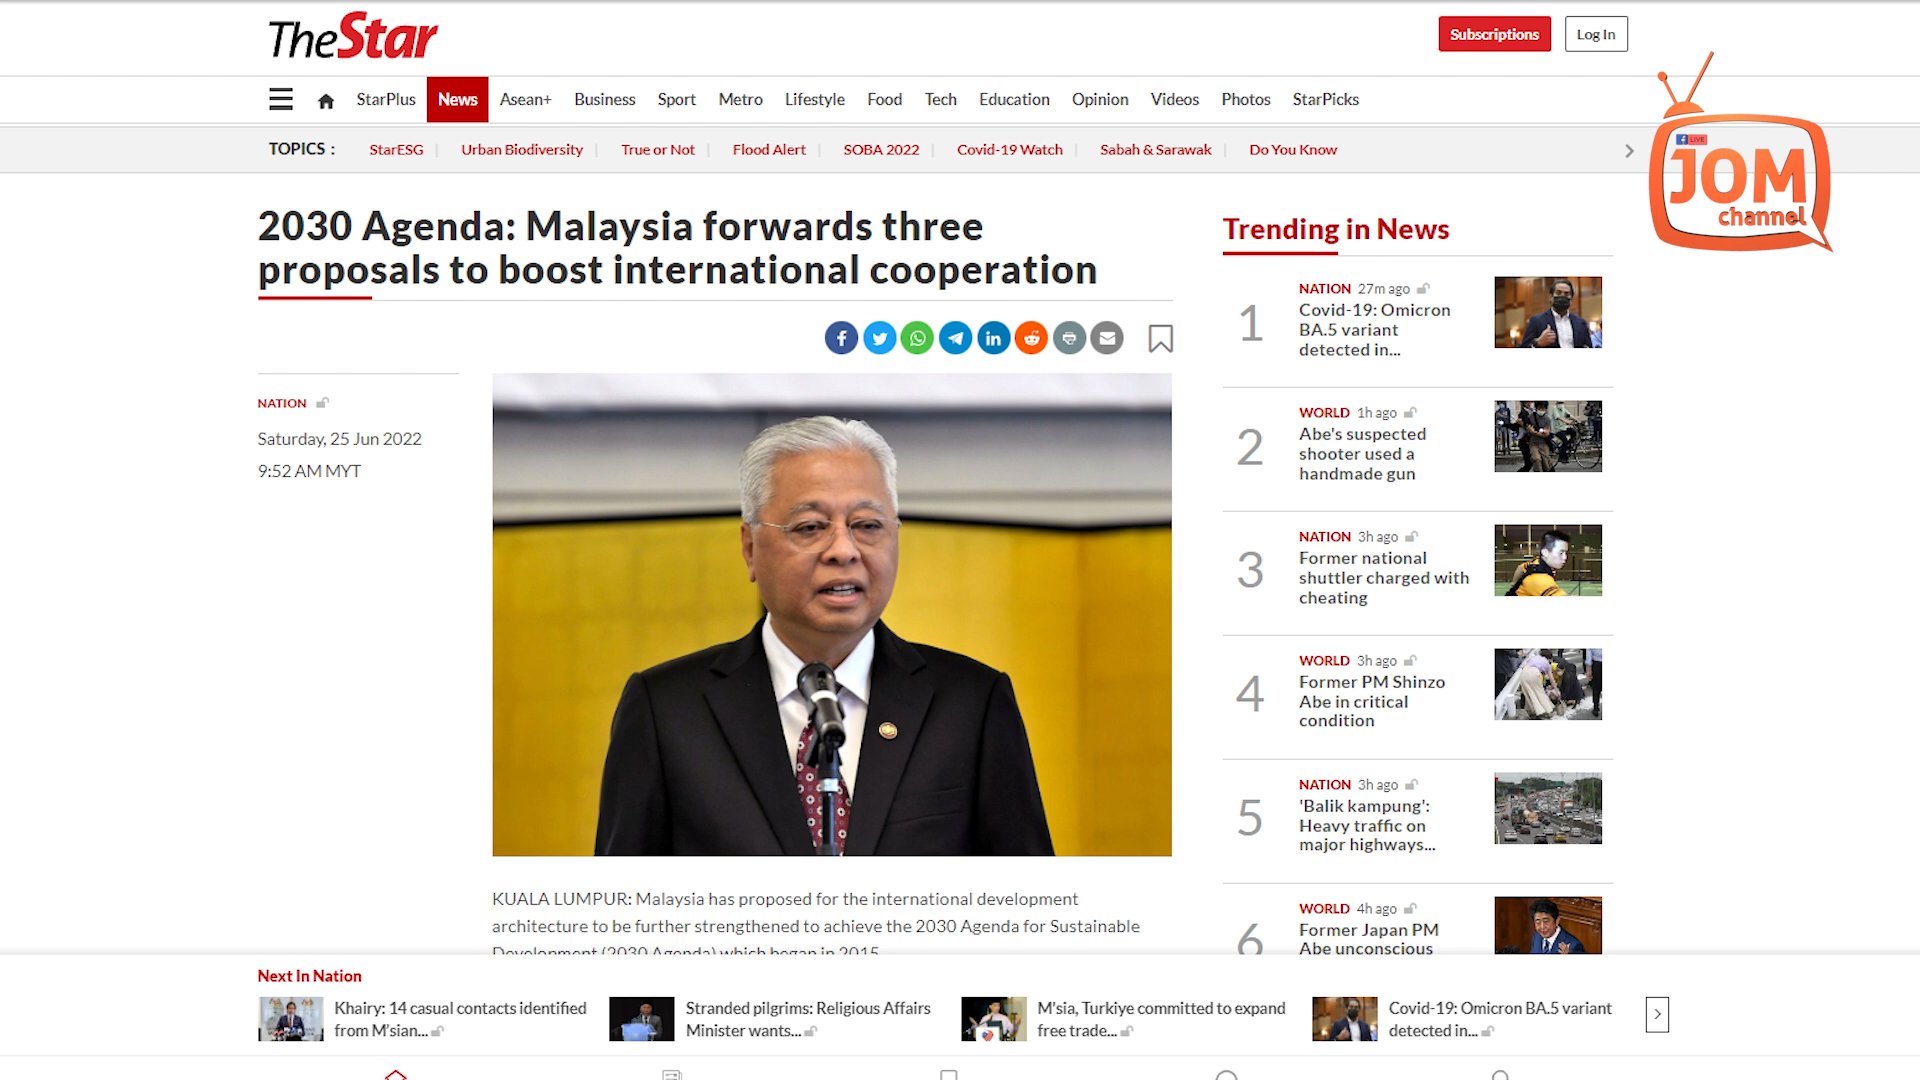 TheStar
Subscriptions
Log In
StarPlus
News
Asean+
Business
Sport
Metro
Lifestyle
Food
Tech
Education
Opinion
Videos
Photos
StarPicks
TOPICS :
StarESG
Urban Biodiversity
True or Not
Flood Alert
SOBA 2022
Covid-19 Watch
Sabah & Sarawak
Do You Know
LIVE
JOM
channel
2030 Agenda: Malaysia forwards three
proposals to boost international cooperation
NATION
Saturday, 25 Jun 2022
9:52 AM MYT
KUALA LUMPUR: Malaysia has proposed for the international development
architecture to be further strengthened to achieve the 2030 Agenda for Sustainable
Development (2030 Agenda) which began in 2015.
Trending in News
1
NATION 27m ago
Covid-19: Omicron
BA.5 variant
detected in...
2
WORLD 1h ago
Abe's suspected
shooter used a
handmade gun
3
NATION 3h ago
Former national
shuttler charged with
cheating
4
WORLD 3h ago
Former PM Shinzo
Abe in critical
condition
5
NATION 3h ago
'Balik kampung':
Heavy traffic on
major highways...
6
WORLD 4h ago
Former Japan PM
Abe unconscious
Next In Nation
Khairy: 14 casual contacts identified
from M'sian...
Stranded pilgrims: Religious Affairs
Minister wants...
M'sia, Turkiye committed to expand
free trade...
Covid-19: Omicron BA.5 variant
detected in...